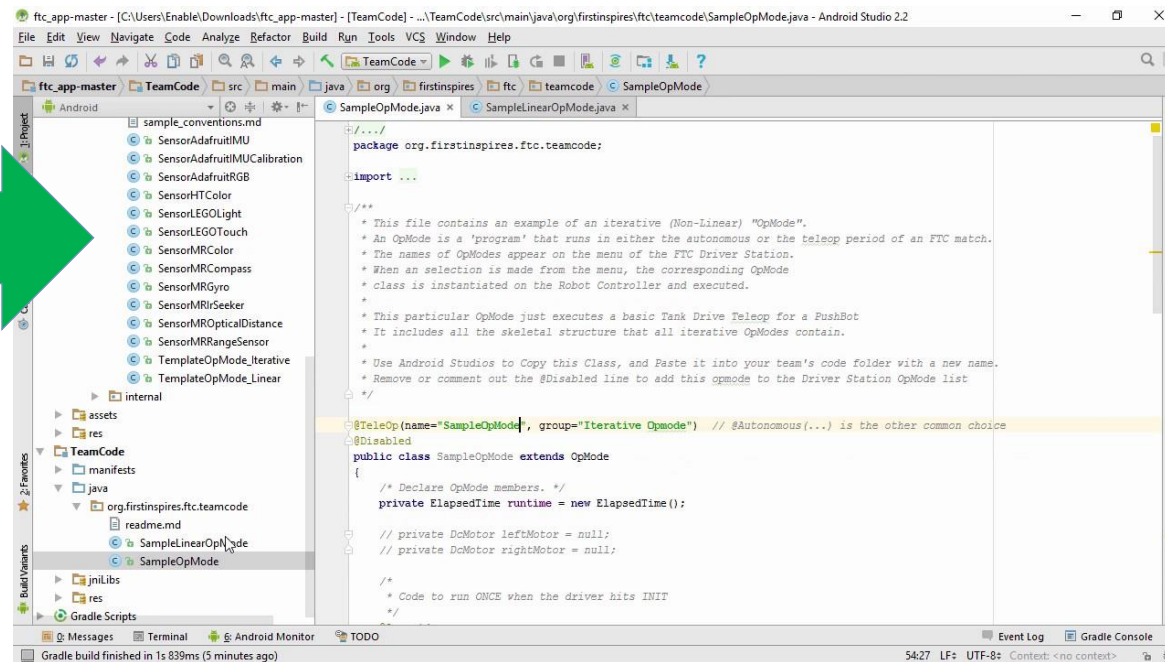 ftc_app-master - [C:\Users\Enable\Downloads\ftc_app-master] - [TeamCode] - ...\TeamCode\src\main\java\org\firstinspires\ftc\teamcode\SampleOpMode.java - Android Studio 2.2
File Edit View Navigate Code Analyze Refactor Build Run Tools VCS Window Help
TeamCode
ftc_app-master TeamCode src main java org firstinspires ftc teamcode SampleOpMode
1: Project
Android
SampleOpMode.java × SampleLinearOpMode.java ×
sample_conventions.md
SensorAdafruitIMU
SensorAdafruitIMUCalibration
SensorAdafruitRGB
SensorHTColor
SensorLEGOLight
SensorLEGOTouch
SensorMRColor
SensorMRCompass
SensorMRGyro
SensorMRIrSeeker
SensorMROpticalDistance
SensorMRRangeSensor
TemplateOpMode_Iterative
TemplateOpMode_Linear
internal
assets
res
TeamCode
manifests
java
org.firstinspires.ftc.teamcode
readme.md
SampleLinearOpMode
SampleOpMode
jniLibs
res
Gradle Scripts
2: Favorites
Build Variants
/.../
package org.firstinspires.ftc.teamcode;
import ...
/**
* This file contains an example of an iterative (Non-Linear) "OpMode".
* An OpMode is a 'program' that runs in either the autonomous or the teleop period of an FTC match.
* The names of OpModes appear on the menu of the FTC Driver Station.
* When an selection is made from the menu, the corresponding OpMode
* class is instantiated on the Robot Controller and executed.
*
* This particular OpMode just executes a basic Tank Drive Teleop for a PushBot
* It includes all the skeletal structure that all iterative OpModes contain.
*
* Use Android Studios to Copy this Class, and Paste it into your team's code folder with a new name.
* Remove or comment out the @Disabled line to add this opmode to the Driver Station OpMode list
*/
@TeleOp(name="SampleOpMode", group="Iterative Opmode") // @Autonomous(...) is the other common choice
@Disabled
public class SampleOpMode extends OpMode
{
/* Declare OpMode members. */
private ElapsedTime runtime = new ElapsedTime();
// private DcMotor leftMotor = null;
// private DcMotor rightMotor = null;
/*
* Code to run ONCE when the driver hits INIT
*/
0: Messages Terminal 6: Android Monitor TODO Event Log Gradle Console
Gradle build finished in 1s 839ms (5 minutes ago) 54:27 LF÷ UTF-8÷ Context: <no context>